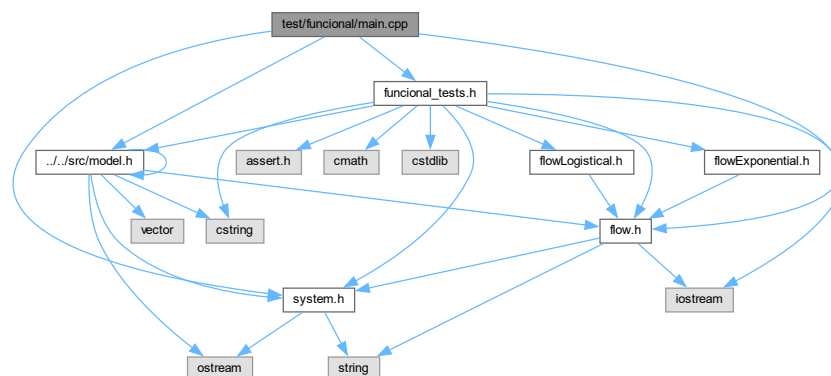 test/funcional/main.cpp
funcional_tests.h
../../src/model.h
assert.h
cmath
cstdlib
flowLogistical.h
flowExponential.h
vector
cstring
flow.h
system.h
iostream
ostream
string